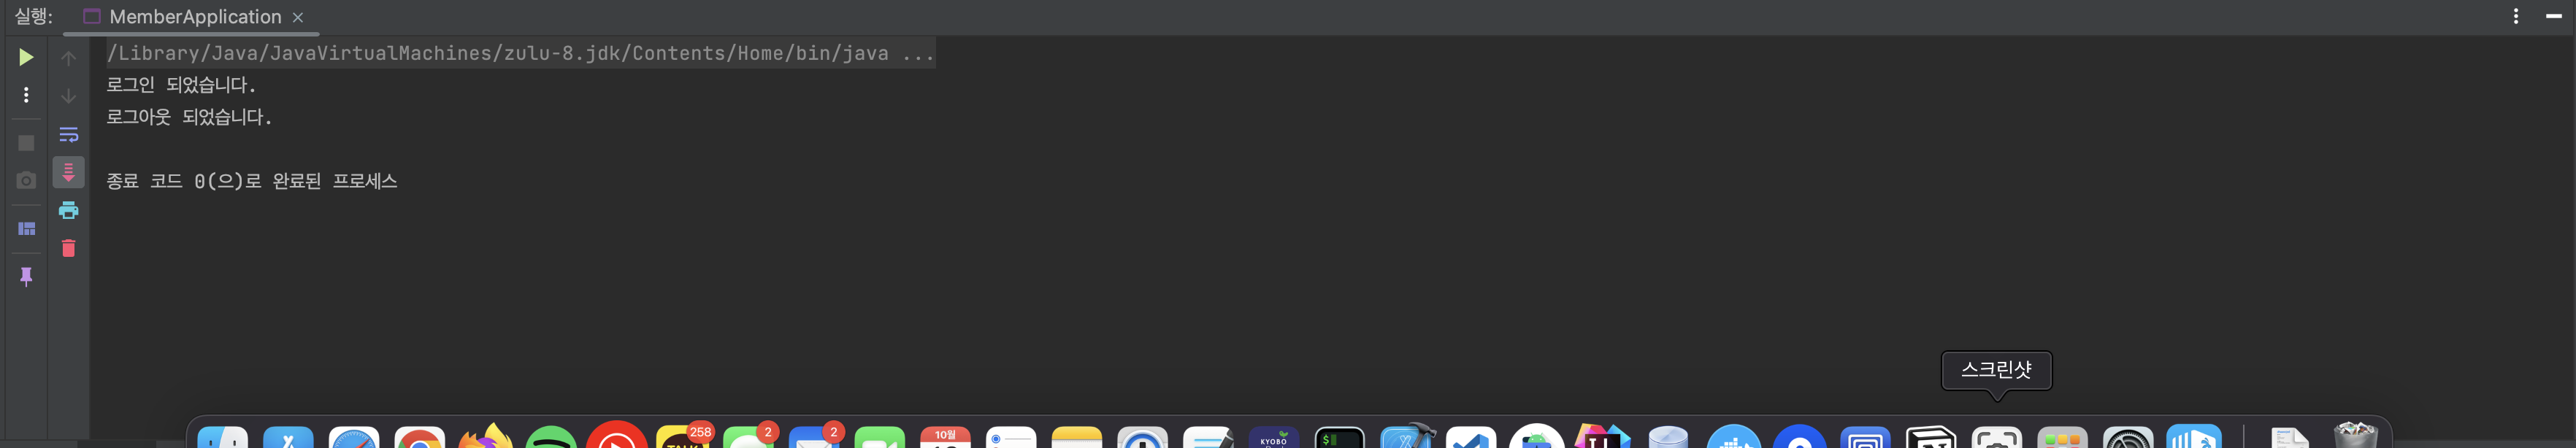 실행: MemberApplication
/Library/Java/JavaVirtualMachines/zulu-8.jdk/Contents/Home/bin/java ...
로그인 되었습니다.
로그아웃 되었습니다.
종료 코드 0(으)로 완료된 프로세스
스크린샷
258
2
2
10월
KYOBO
$